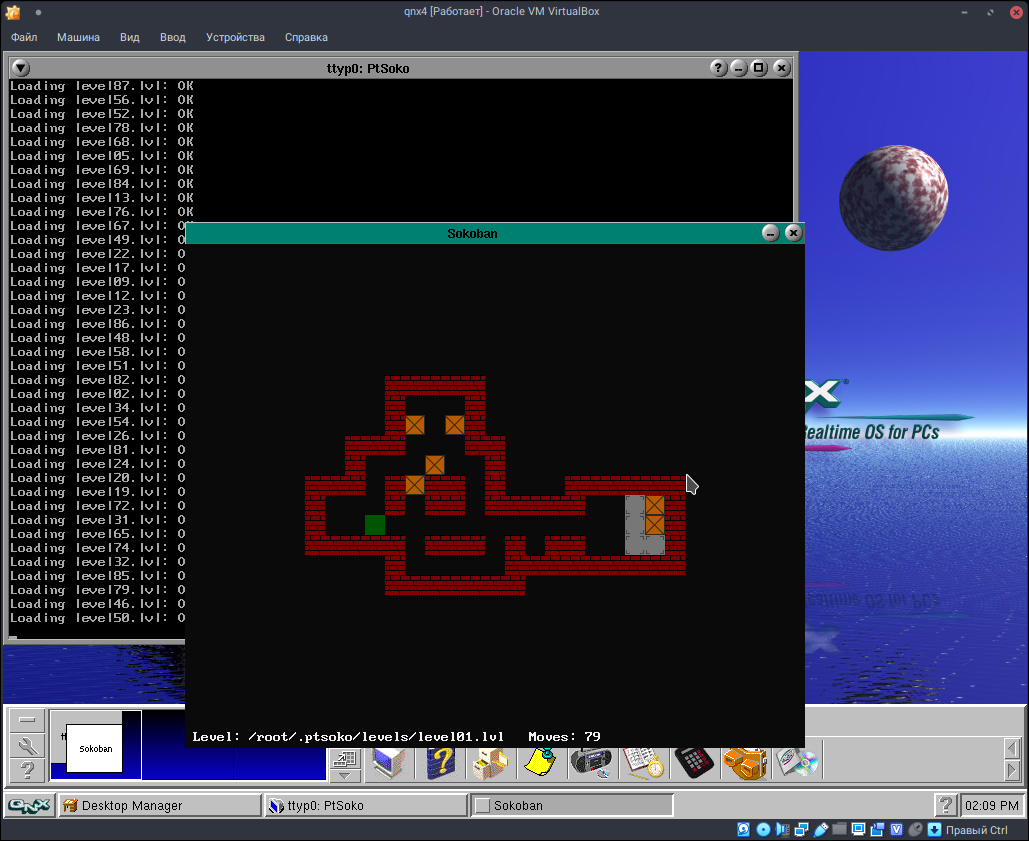 qnx4 [Работает] - Oracle VM VirtualBox
Файл Машина Вид Ввод Устройства Справка
ttyp0: PtSoko
Loading level87.lvl: OK
Loading level56.lvl: OK
Loading level52.lvl: OK
Loading level78.lvl: OK
Loading level68.lvl: OK
Loading level05.lvl: OK
Loading level69.lvl: OK
Loading level84.lvl: OK
Loading level13.lvl: OK
Loading level76.lvl: OK
Loading level67.lvl: OK
Loading level49.lvl: O
Loading level22.lvl: O
Loading level17.lvl: O
Loading level09.lvl: O
Loading level12.lvl: O
Loading level23.lvl: O
Loading level86.lvl: O
Loading level48.lvl: O
Loading level58.lvl: O
Loading level51.lvl: O
Loading level82.lvl: O
Loading level02.lvl: O
Loading level34.lvl: O
Loading level54.lvl: O
Loading level26.lvl: O
Loading level81.lvl: O
Loading level24.lvl: O
Loading level20.lvl: O
Loading level19.lvl: O
Loading level72.lvl: O
Loading level31.lvl: O
Loading level65.lvl: O
Loading level74.lvl: O
Loading level32.lvl: O
Loading level85.lvl: O
Loading level79.lvl: O
Loading level46.lvl: O
Loading level50.lvl: O
Sokoban
X
Realtime OS for PCs
Level: /root/.ptsoko/levels/level01.lvl Moves: 79
Sokoban
QNX Desktop Manager ttyp0: PtSoko Sokoban 02:09 PM
Правый Ctrl